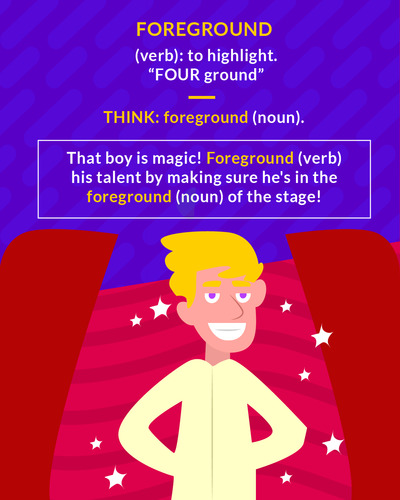 FOREGROUND
(verb): to highlight.
“FOUR ground”
THINK: foreground (noun).
That boy is magic! Foreground (verb)
his talent by making sure he's in the
foreground (noun) of the stage!